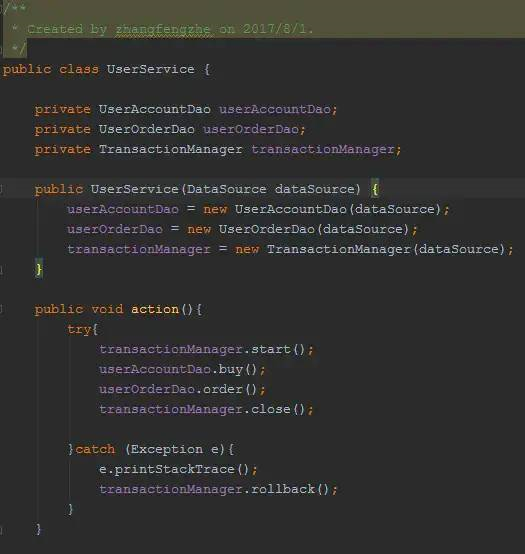 /**
 * Created by zhangfengzhe on 2017/8/1.
 */
public class UserService {
    private UserAccountDao userAccountDao;
    private UserOrderDao userOrderDao;
    private TransactionManager transactionManager;
    public UserService(DataSource dataSource) {
        userAccountDao = new UserAccountDao(dataSource);
        userOrderDao = new UserOrderDao(dataSource);
        transactionManager = new TransactionManager(dataSource);
    }
    public void action(){
        try{
            transactionManager.start();
            userAccountDao.buy();
            userOrderDao.order();
            transactionManager.close();
        }catch (Exception e){
            e.printStackTrace();
            transactionManager.rollback();
        }
    }